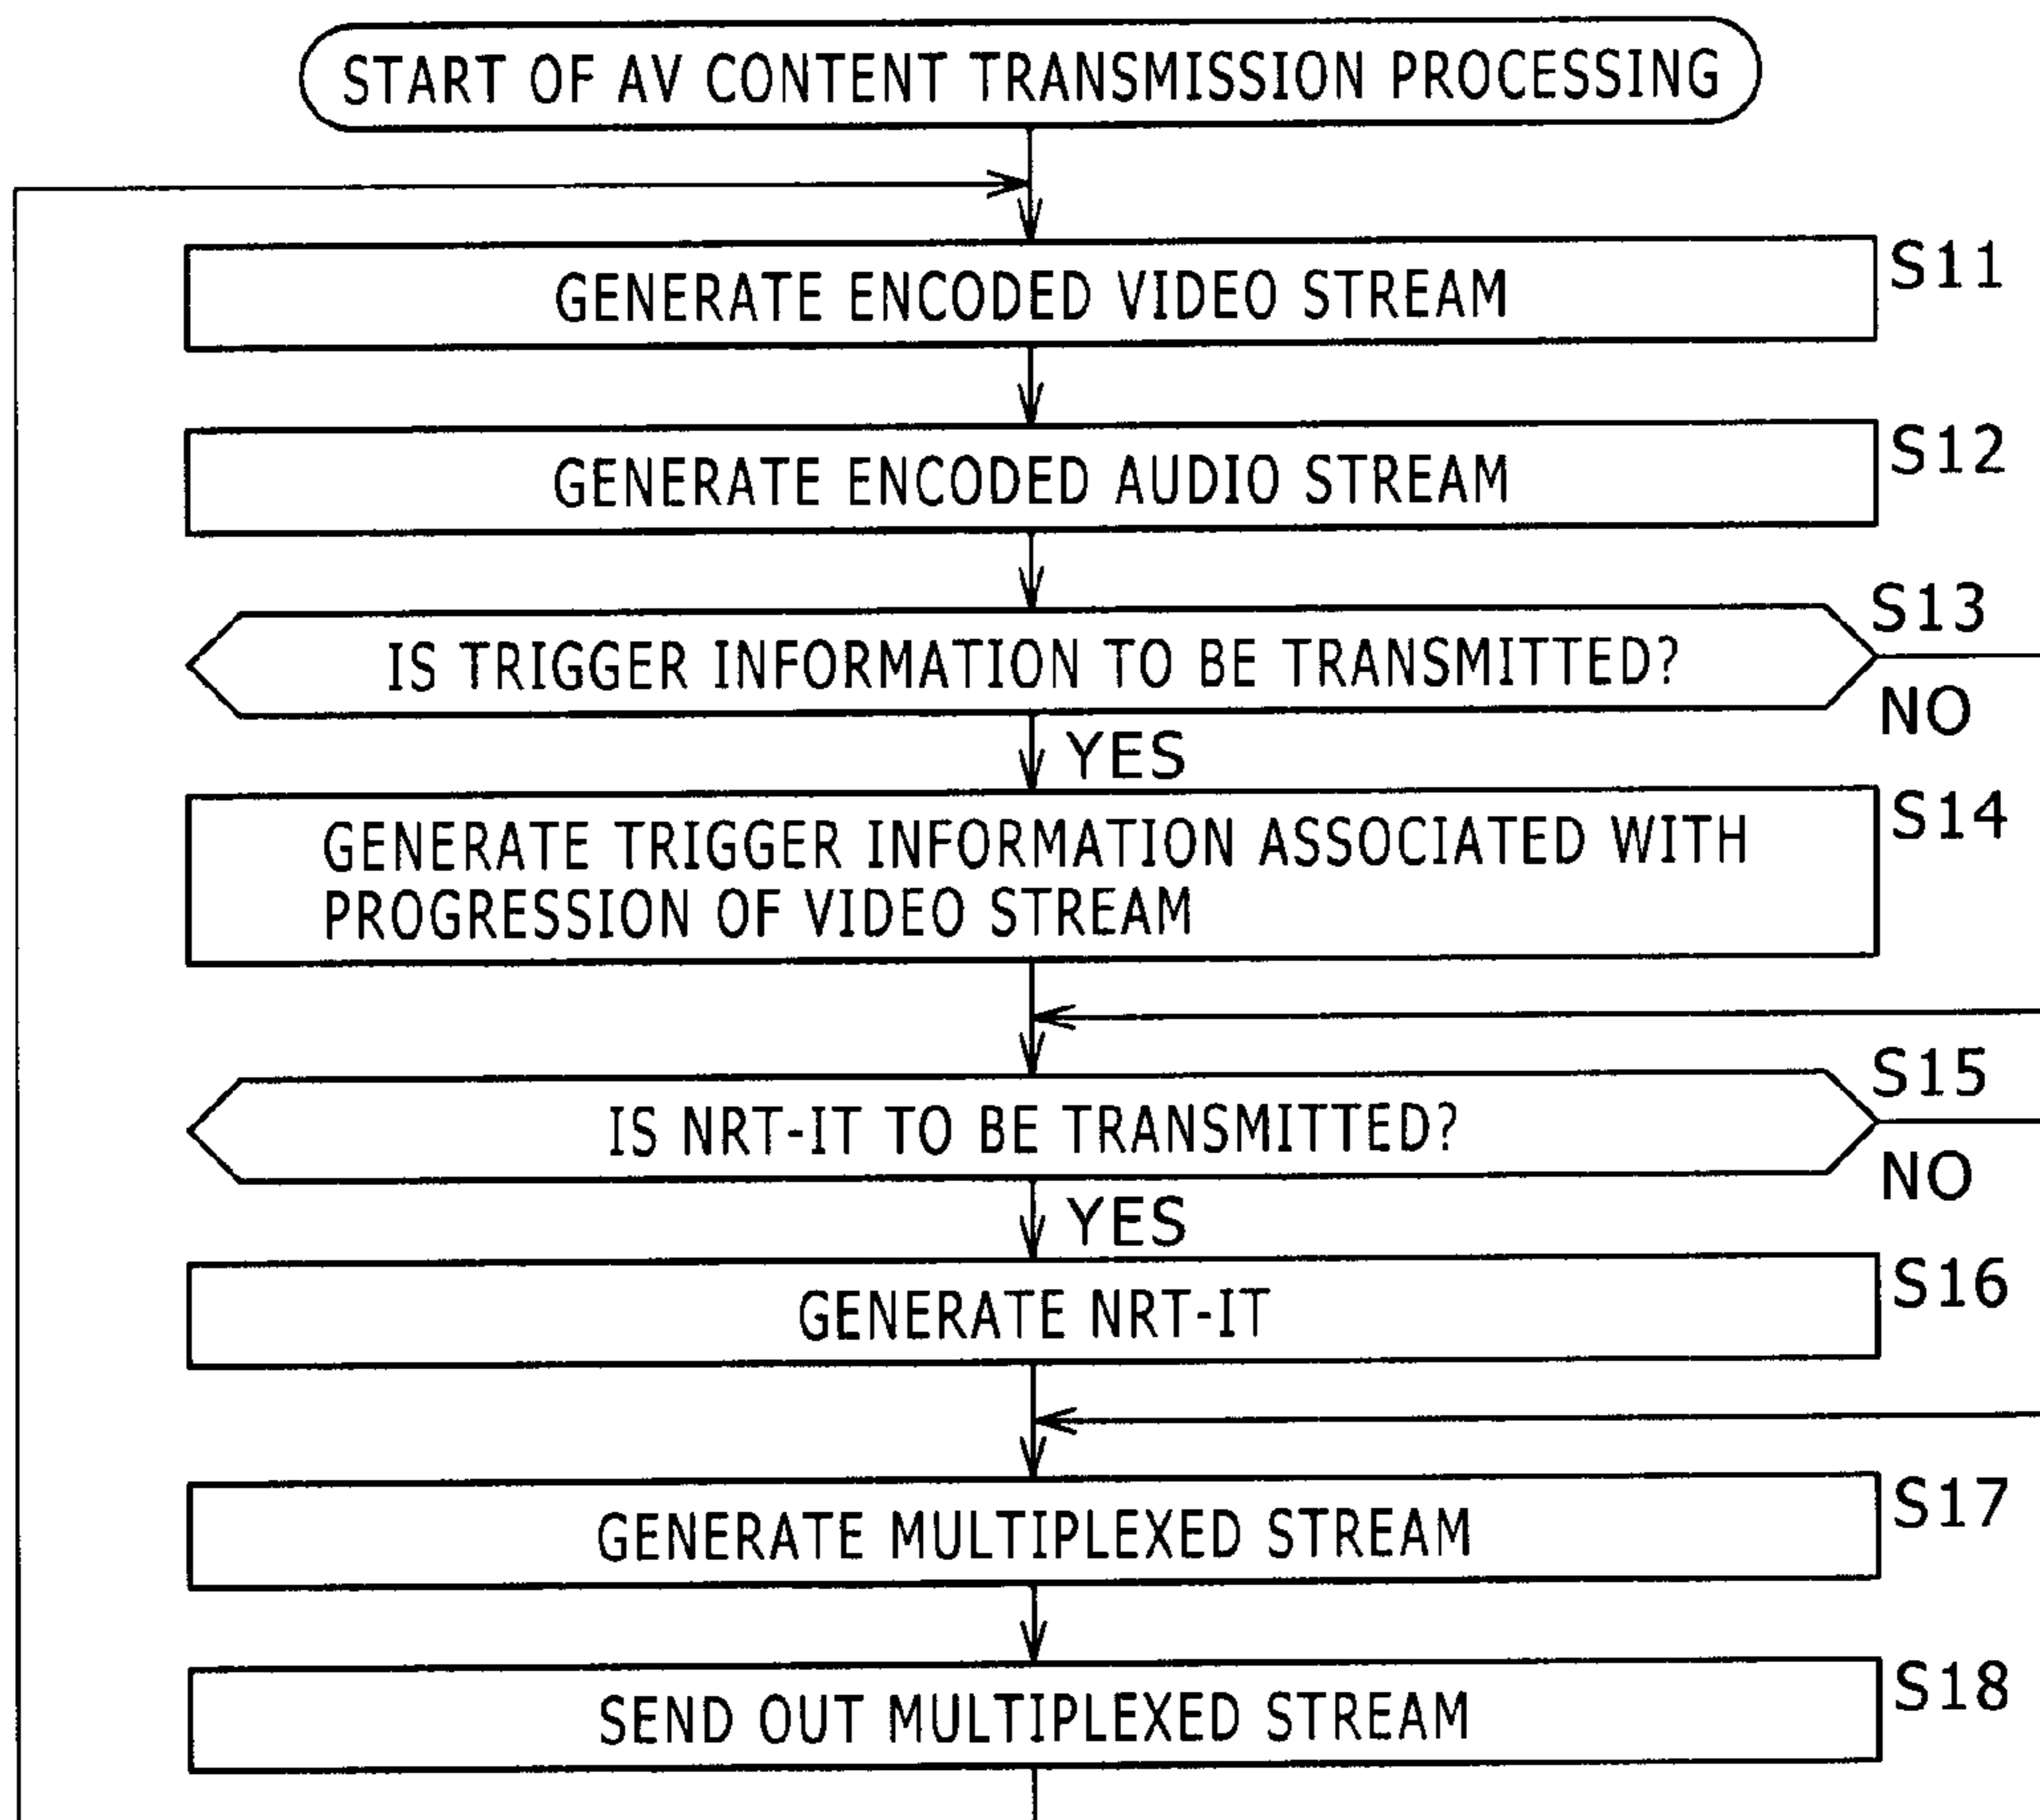 START OF AV CONTENT TRANSMISSION PROCESSING
S11
GENERATE ENCODED VIDEO STREAM
S12
GENERATE ENCODED AUDIO STREAM
S13
IS TRIGGER INFORMATION TO BE TRANSMITTED?
NO
YES
S14
GENERATE TRIGGER INFORMATION ASSOCIATED WITH
PROGRESSION OF VIDEO STREAM
S15
IS NRT-IT TO BE TRANSMITTED?
NO
YES
S16
GENERATE NRT-IT
S17
GENERATE MULTIPLEXED STREAM
S18
SEND OUT MULTIPLEXED STREAM